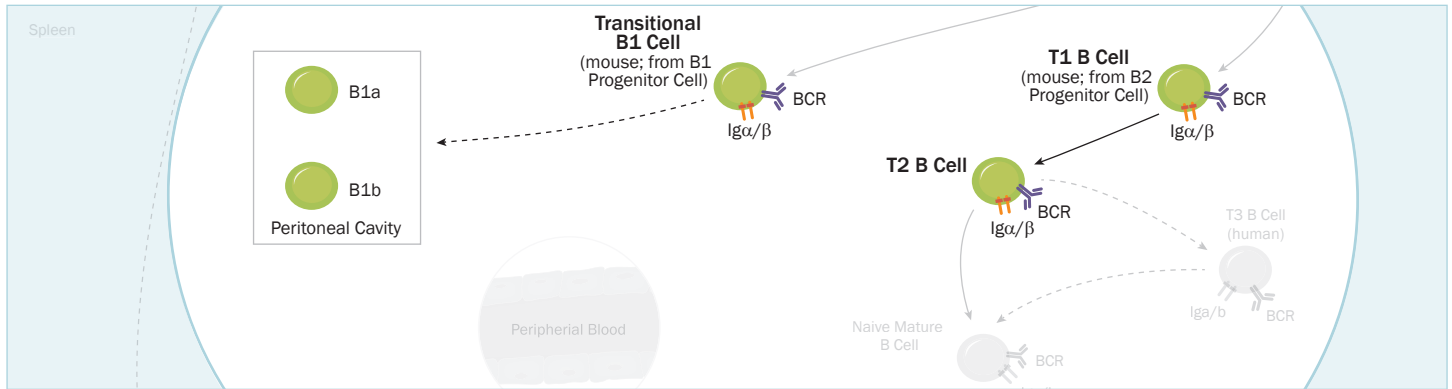 Spleen
Transitional
B1 Cell
(mouse; from B1
Progenitor Cell)
BCR
Igα/β
B1a
B1b
Peritoneal Cavity
T1 B Cell
(mouse; from B2
Progenitor Cell)
BCR
Igα/β
T2 B Cell
BCR
Igα/β
T3 B Cell
(human)
Iga/b
BCR
Peripherial Blood
Naive Mature
B Cell
BCR